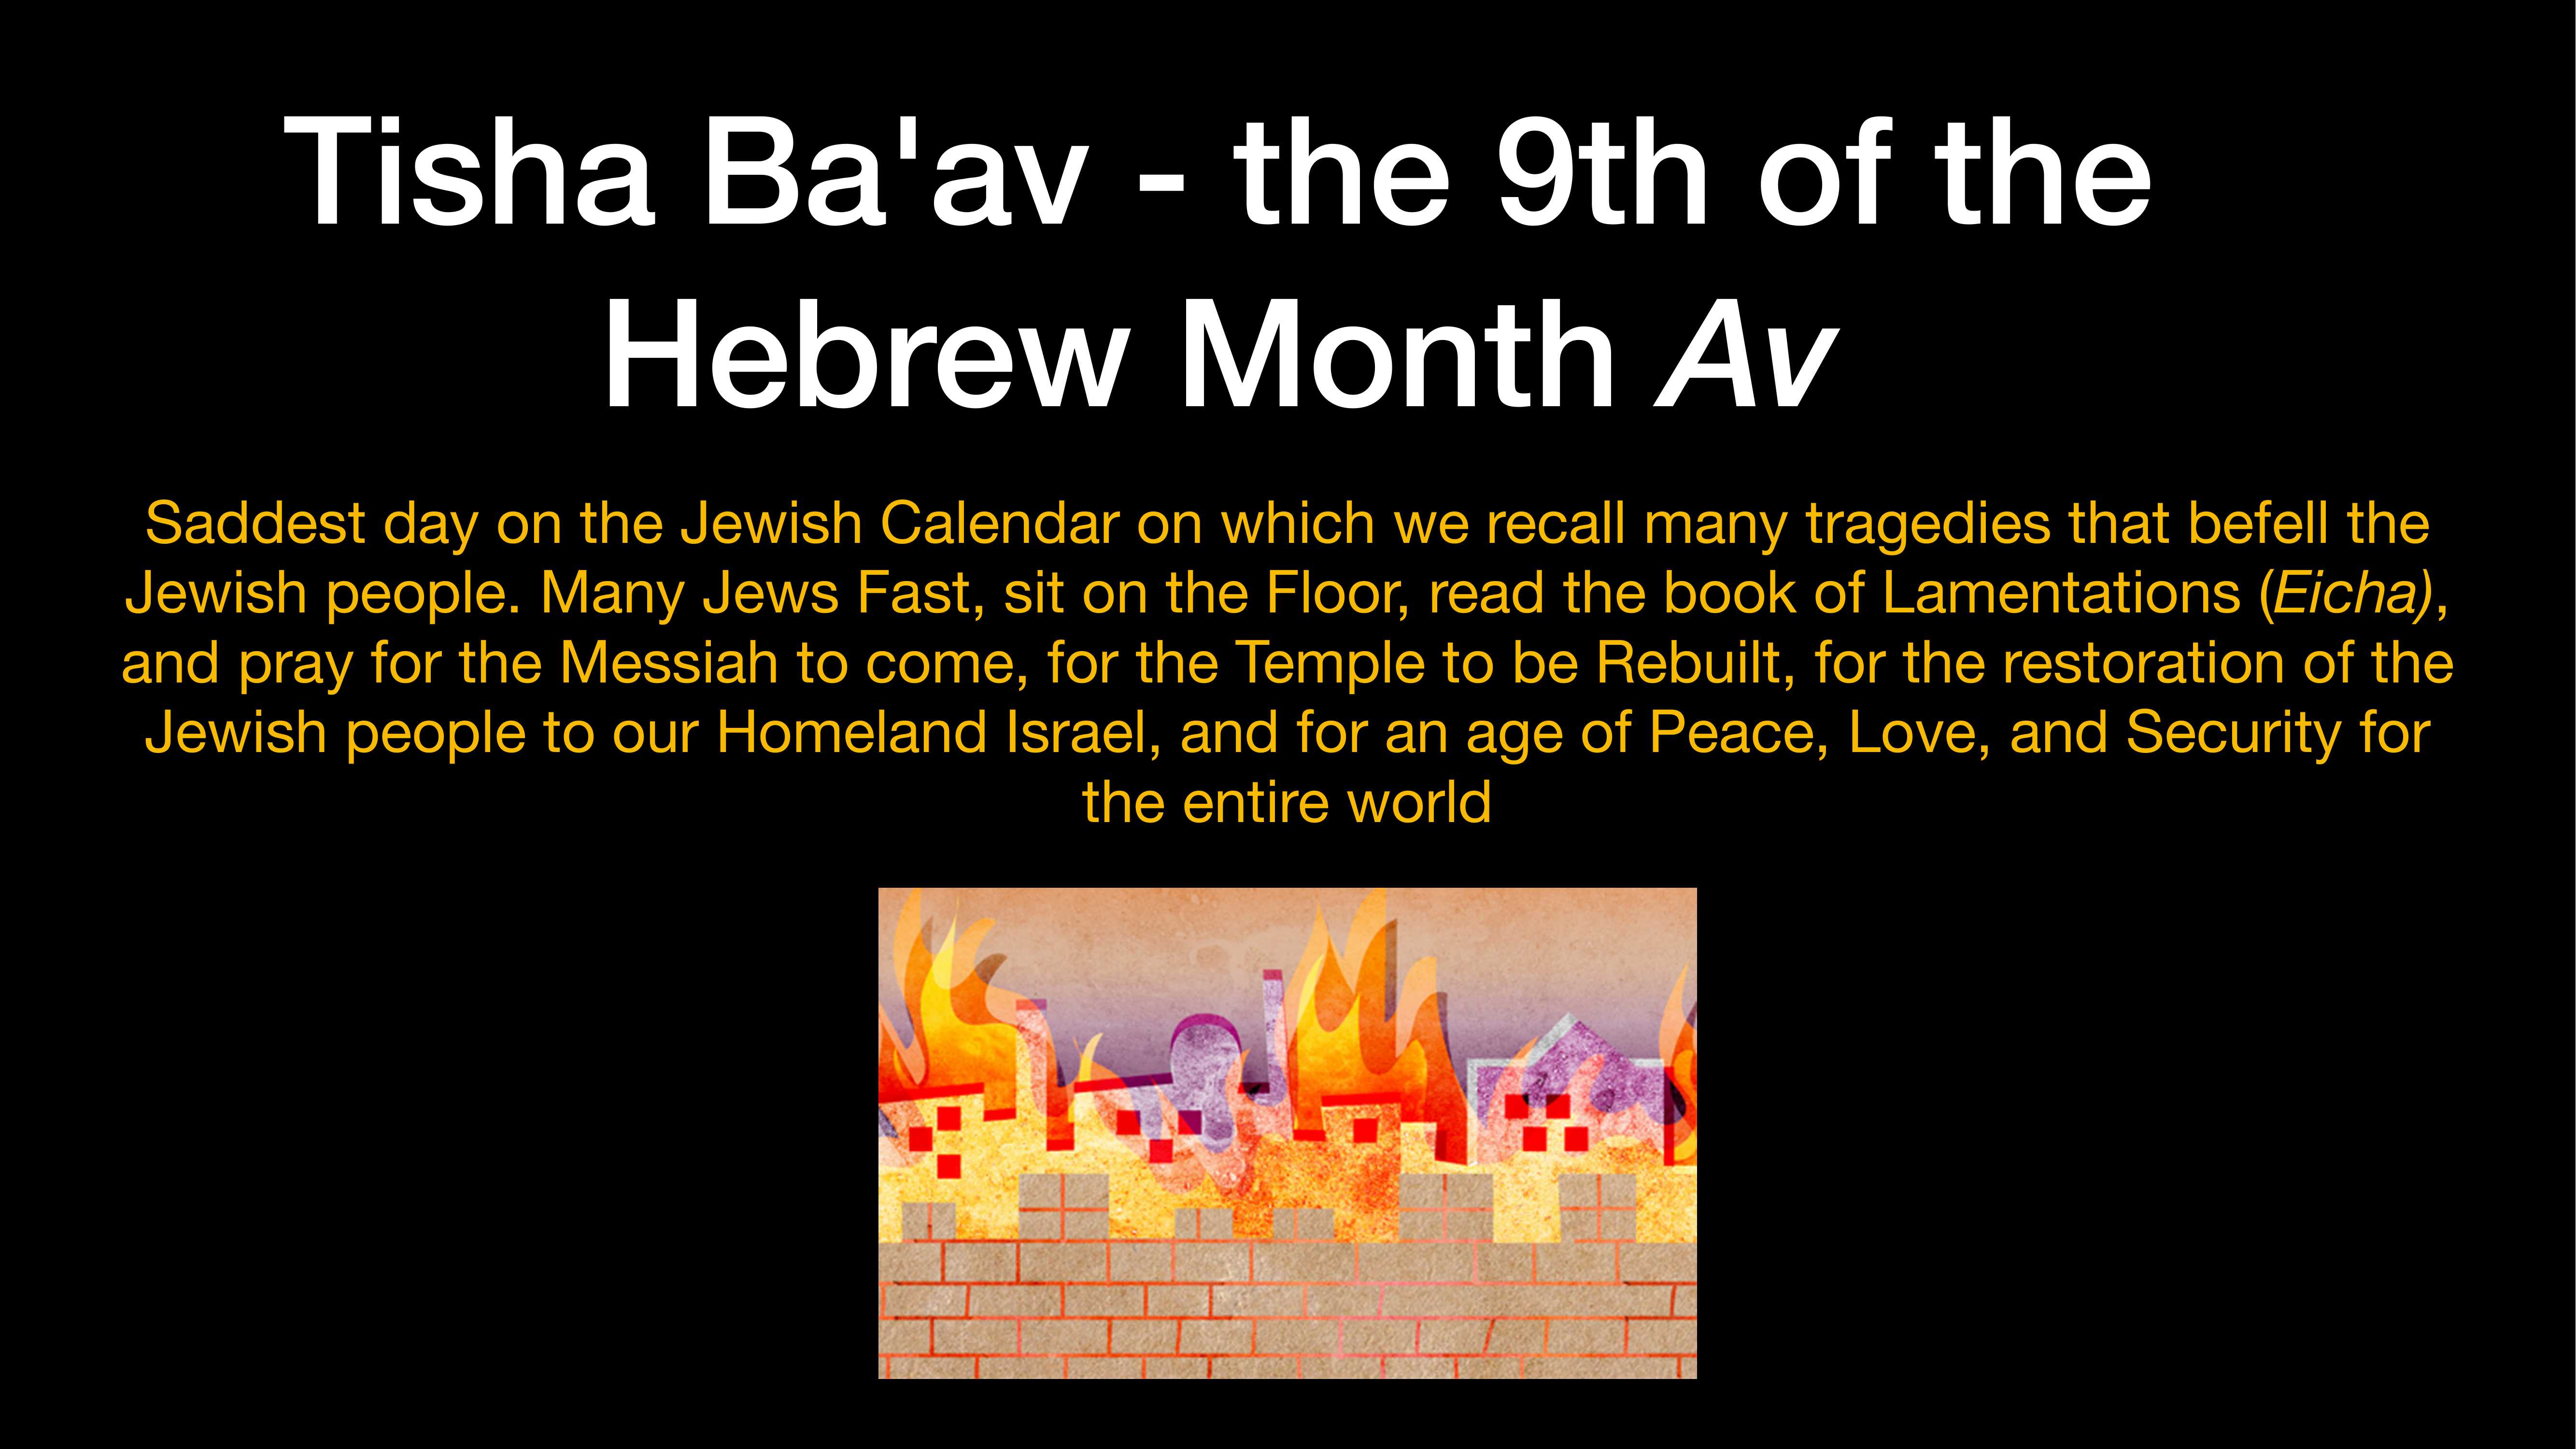 Tisha Ba'av - the 9th of the
Hebrew Month Av
Saddest day on the Jewish Calendar on which we recall many tragedies that befell the
Jewish people. Many Jews Fast, sit on the Floor, read the book of Lamentations (Eicha),
and pray for the Messiah to come, for the Temple to be Rebuilt, for the restoration of the
Jewish people to our Homeland Israel, and for an age of Peace, Love, and Security for
the entire world